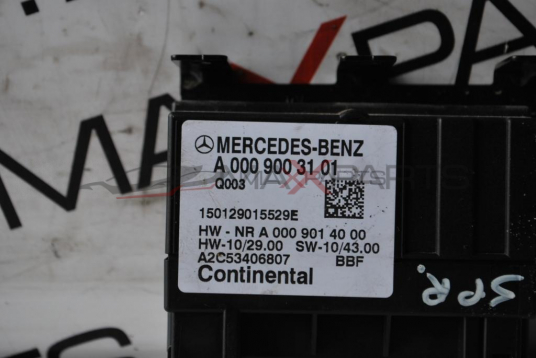 MERCEDES-BENZ
A 000 900 31 01
Q003
150129015529E
HW - NR A 000 901 40 00
HW-10/29.00 SW-10/43.00
A2C53406807 BBF
Continental
SPR.